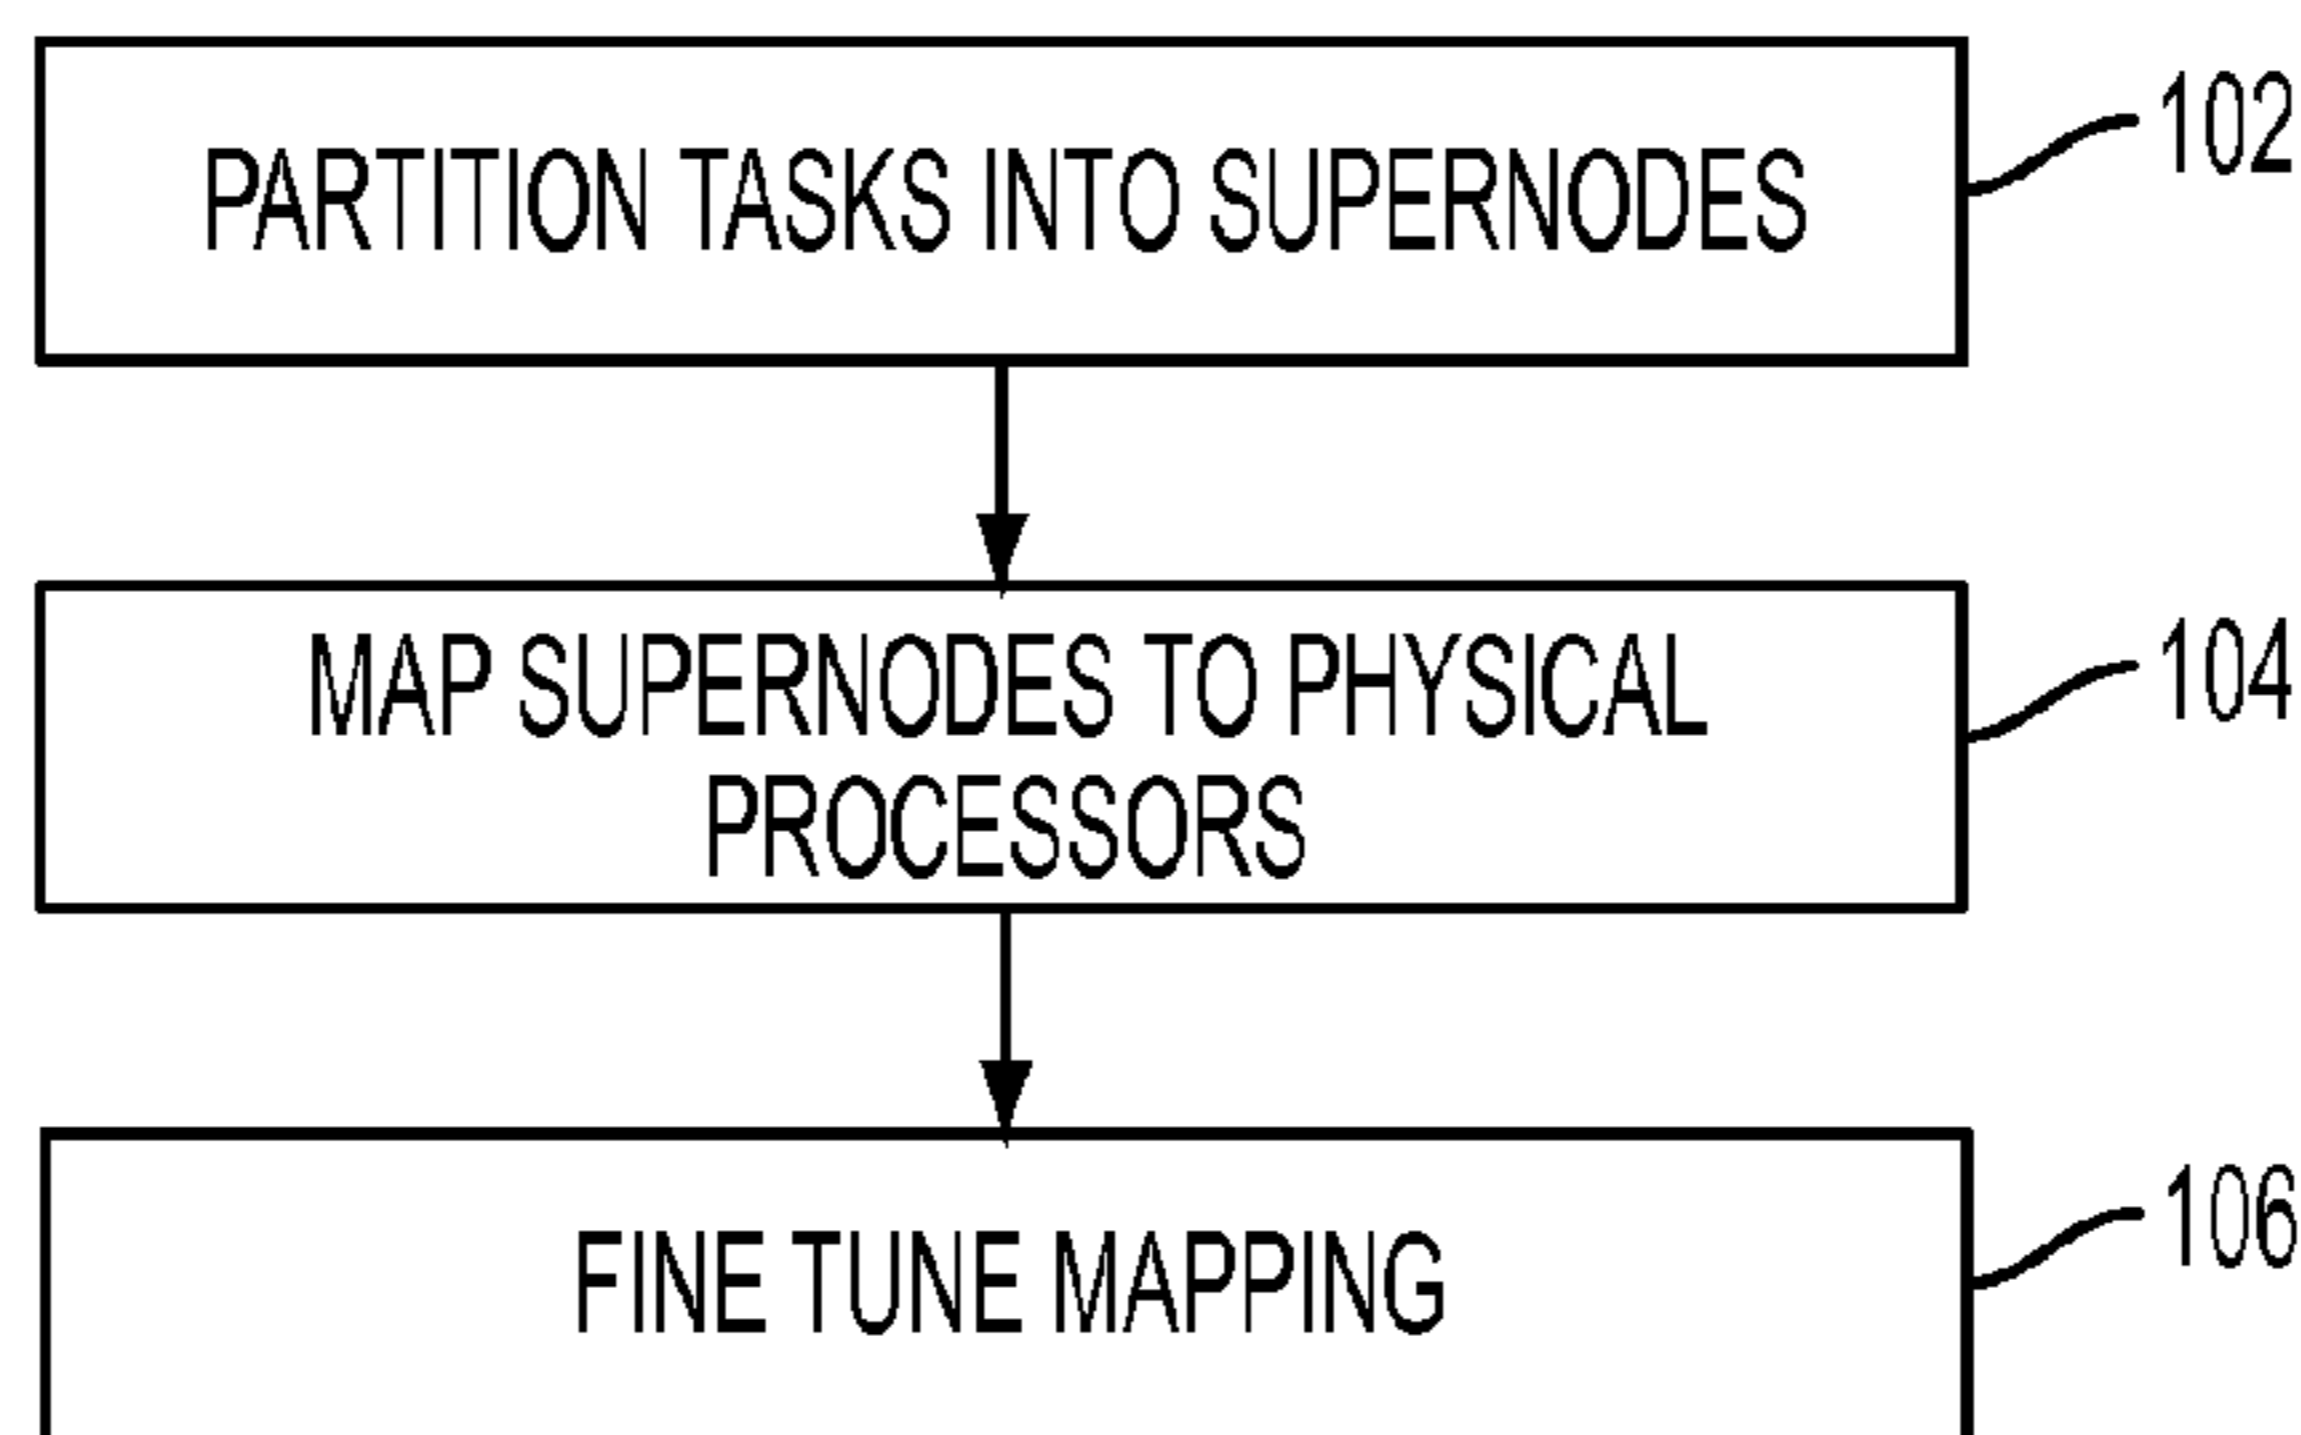 PARTITION TASKS INTO SUPERNODES
102
MAP SUPERNODES TO PHYSICAL
PROCESSORS
104
FINE TUNE MAPPING
106